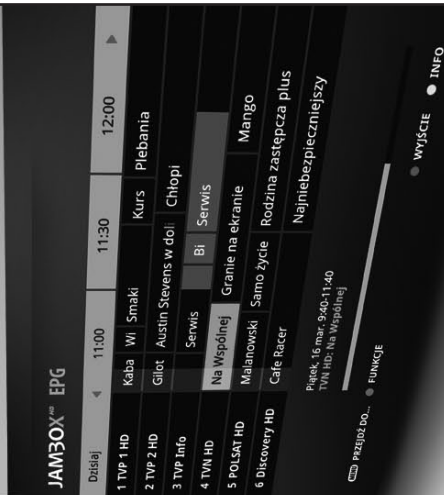 JAMBOX HD EPG
Dzisiaj 11:00 11:30 12:00
1 TVP 1 HD Kaba Wi Smaki Kurs Plebania
2 TVP 2 HD Gilot Austin Stevens w doli Chłopi
3 TVP Info Serwis Bi Serwis
4 TVN HD Na Wspólnej Granie na ekranie Mango
5 POLSAT HD Malanowski Samo życie Rodzina zastępcza plus
6 Discovery HD Cafe Racer Najniebezpieczniejszy
Piątek, 16 mar, 9:40-11:40
TVN HD: Na Wspólnej
MENU PRZEJDŹ DO... FUNKCJE WYJŚCIE INFO